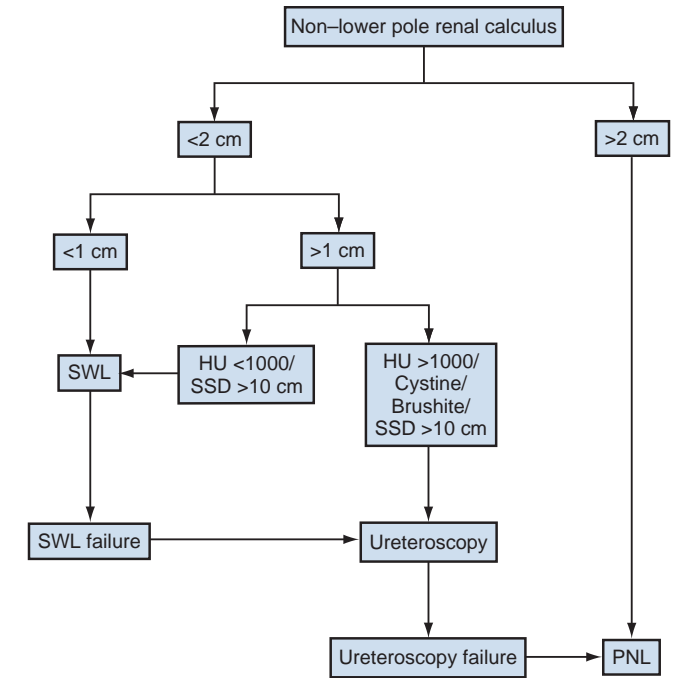 Non–lower pole renal calculus
<2 cm
>2 cm
<1 cm
>1 cm
SWL
HU <1000/
SSD >10 cm
HU >1000/
Cystine/
Brushite/
SSD >10 cm
SWL failure
Ureteroscopy
Ureteroscopy failure
PNL